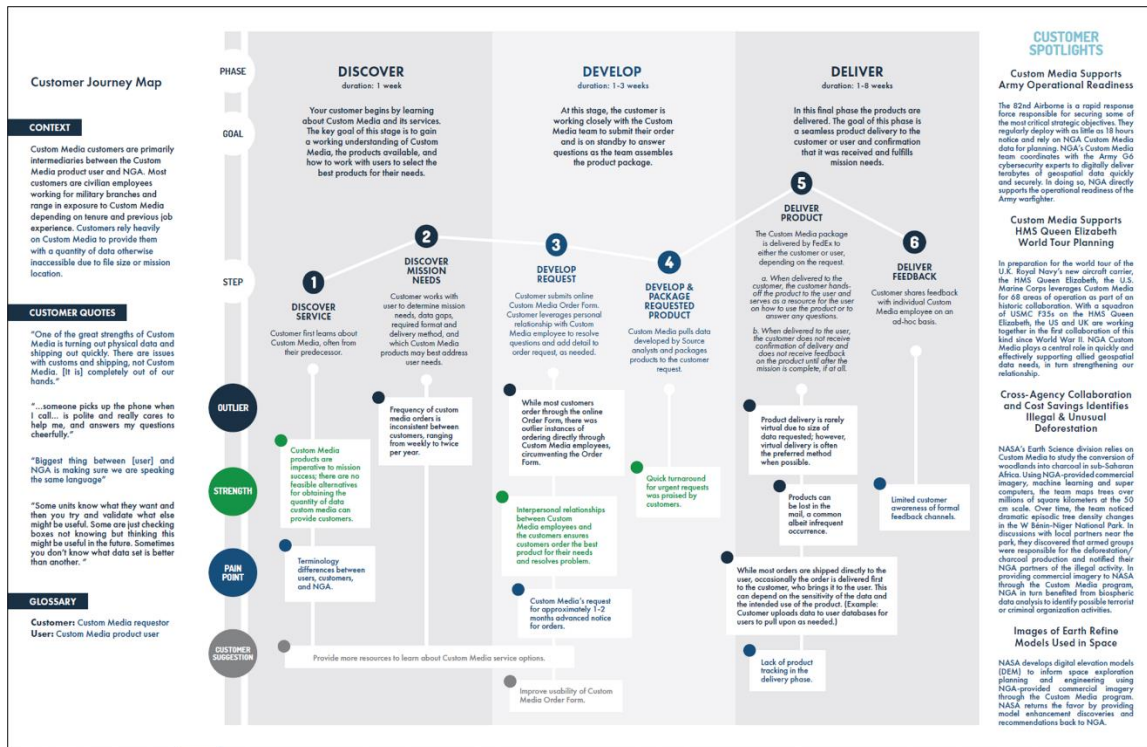 Customer Journey Map
CONTEXT
Custom Media customers are primarily
intermediaries between the Custom
Media product user and NGA. Most
customers are civilian employees
working for military branches and
range in exposure to Custom Media
depending on tenure and previous job
experience. Customers rely heavily
on Custom Media to provide them
with a quantity of data otherwise
inaccessible due to file size or mission
location.
CUSTOMER QUOTES
"One of the great strengths of Custom
Media is turning out physical data and
shipping out quickly. There are issues
with customs and shipping, not Custom
Media. [It is] completely out of our
hands."
"...someone picks up the phone when
I call... is polite and really cares to
help me, and answers my questions
cheerfully."
"Biggest thing between [user] and
NGA is making sure we are speaking
the same language"
"Some units know what they want and
then you try and validate what else
might be useful. Some are just checking
boxes not knowing but thinking this
might be useful in the future. Sometimes
you don't know what data set is better
than another. "
GLOSSARY
Customer: Custom Media requestor
User: Custom Media product user
PHASE
GOAL
STEP
OUTLIER
STRENGTH
PAIN
POINT
CUSTOMER
SUGGESTION
DISCOVER
duration: 1 week
Your customer begins by learning
about Custom Media and its services.
The key goal of this stage is to gain
a working understanding of Custom
Media, the products available, and
how to work with users to select the
best products for their needs.
1
DISCOVER
SERVICE
Customer first learns about
Custom Media, often from
their predecessor.
Custom Media
products are
imperative to mission
success; there are no
feasible alternatives
for obtaining the
quantity of data
custom media can
provide customers.
Terminology
differences between
users, customers,
and NGA.
2
DISCOVER
MISSION
NEEDS
Customer works with
user to determine mission
needs, data gaps,
required format and
delivery method, and
which Custom Media
products may best address
user needs.
Frequency of custom
media orders is
inconsistent between
customers, ranging
from weekly to twice
per year.
Provide more resources to learn about Custom Media service options.
DEVELOP
duration: 1-3 weeks
At this stage, the customer is
working closely with the Custom
Media team to submit their order
and is on standby to answer
questions as the team assembles
the product package.
3
DEVELOP
REQUEST
Customer submits online
Custom Media Order Form.
Customer leverages personal
relationship with Custom
Media employee to resolve
questions and add detail to
order request, as needed.
While most customers
order through the online
Order Form, there was
outlier instances of
ordering directly through
Custom Media employees,
circumventing the Order
Form.
Interpersonal relationships
between Custom
Media employees and
the customers ensures
customers order the best
product for their needs
and resolves problem.
Custom Media's request
for approximately 1-2
months advanced notice
for orders.
Improve usability of Custom
Media Order Form.
4
DEVELOP &
PACKAGE
REQUESTED
PRODUCT
Custom Media pulls data
developed by Source
analysts and packages
products to the customer
request.
Quick turnaround
for urgent requests
was praised by
customers.
DELIVER
duration: 1-8 weeks
In this final phase the products are
delivered. The goal of this phase is
a seamless product delivery to the
customer or user and confirmation
that it was received and fulfills
mission needs.
5
DELIVER
PRODUCT
The Custom Media package
is delivered by FedEx to
either the customer or user,
depending on the request.
a. When delivered to the
customer, the customer hands-
off the product to the user and
serves as a resource for the user
on how to use the product or to
answer any questions.
b. When delivered to the user,
the customer does not receive
confirmation of delivery and
does not receive feedback on
the product until after the
mission is complete, if at all.
Product delivery is rarely
virtual due to size of
data requested; however,
virtual delivery is often
the preferred method
when possible.
Products can
be lost in the
mail, a common
albeit infrequent
occurrence.
While most orders are shipped directly to the
user, occasionally the order is delivered first
to the customer, who brings it to the user. This
can depend on the sensitivity of the data and
the intended use of the product. (Example:
Customer uploads data to user databases for
users to pull upon as needed.)
Lack of product
tracking in the
delivery phase.
6
DELIVER
FEEDBACK
Customer shares feedback
with individual Custom
Media employee on an
ad-hoc basis.
Limited customer
awareness of formal
feedback channels.
CUSTOMER
SPOTLIGHTS
Custom Media Supports
Army Operational Readiness
The 82nd Airborne is a rapid response
force responsible for securing some of
the most critical strategic objectives. They
regularly deploy with as little as 18 hours
notice and rely on NGA Custom Media
data for planning. NGA's Custom Media
team coordinates with the Army G6
cybersecurity experts to digitally deliver
terabytes of geospatial data quickly
and securely. In doing so, NGA directly
supports the operational readiness of the
Army warfighter.
Custom Media Supports
HMS Queen Elizabeth
World Tour Planning
In preparation for the world tour of the
U.K. Royal Navy's new aircraft carrier,
the HMS Queen Elizabeth, the U.S.
Marine Corps leverages Custom Media
for 68 areas of operation as part of an
historic collaboration. With a squadron
of USMC F35s on the HMS Queen
Elizabeth, the US and UK are working
together in the first collaboration of this
kind since World War II. NGA Custom
Media plays a central role in quickly and
effectively supporting allied geospatial
data needs, in turn strengthening our
relationship.
Cross-Agency Collaboration
and Cost Savings Identifies
Illegal & Unusual
Deforestation
NASA's Earth Science division relies on
Custom Media to study the conversion of
woodlands into charcoal in sub-Saharan
Africa. Using NGA-provided commercial
imagery, machine learning and super
computers, the team maps trees over
millions of square kilometers at the 50
cm scale. Over time, the team noticed
dramatic episodic tree density changes
in the W Bénin-Niger National Park. In
discussions with local partners near the
park, they discovered that armed groups
were responsible for the deforestation/
charcoal production and notified their
NGA partners of the illegal activity. In
providing commercial imagery to NASA
through the Custom Media program,
NGA in turn benefited from biospheric
data analysis to identify possible terrorist
or criminal organization activities.
Images of Earth Refine
Models Used in Space
NASA develops digital elevation models
(DEM) to inform space exploration
planning and engineering using
NGA-provided commercial imagery
through the Custom Media program.
NASA returns the favor by providing
model enhancement discoveries and
recommendations back to NGA.